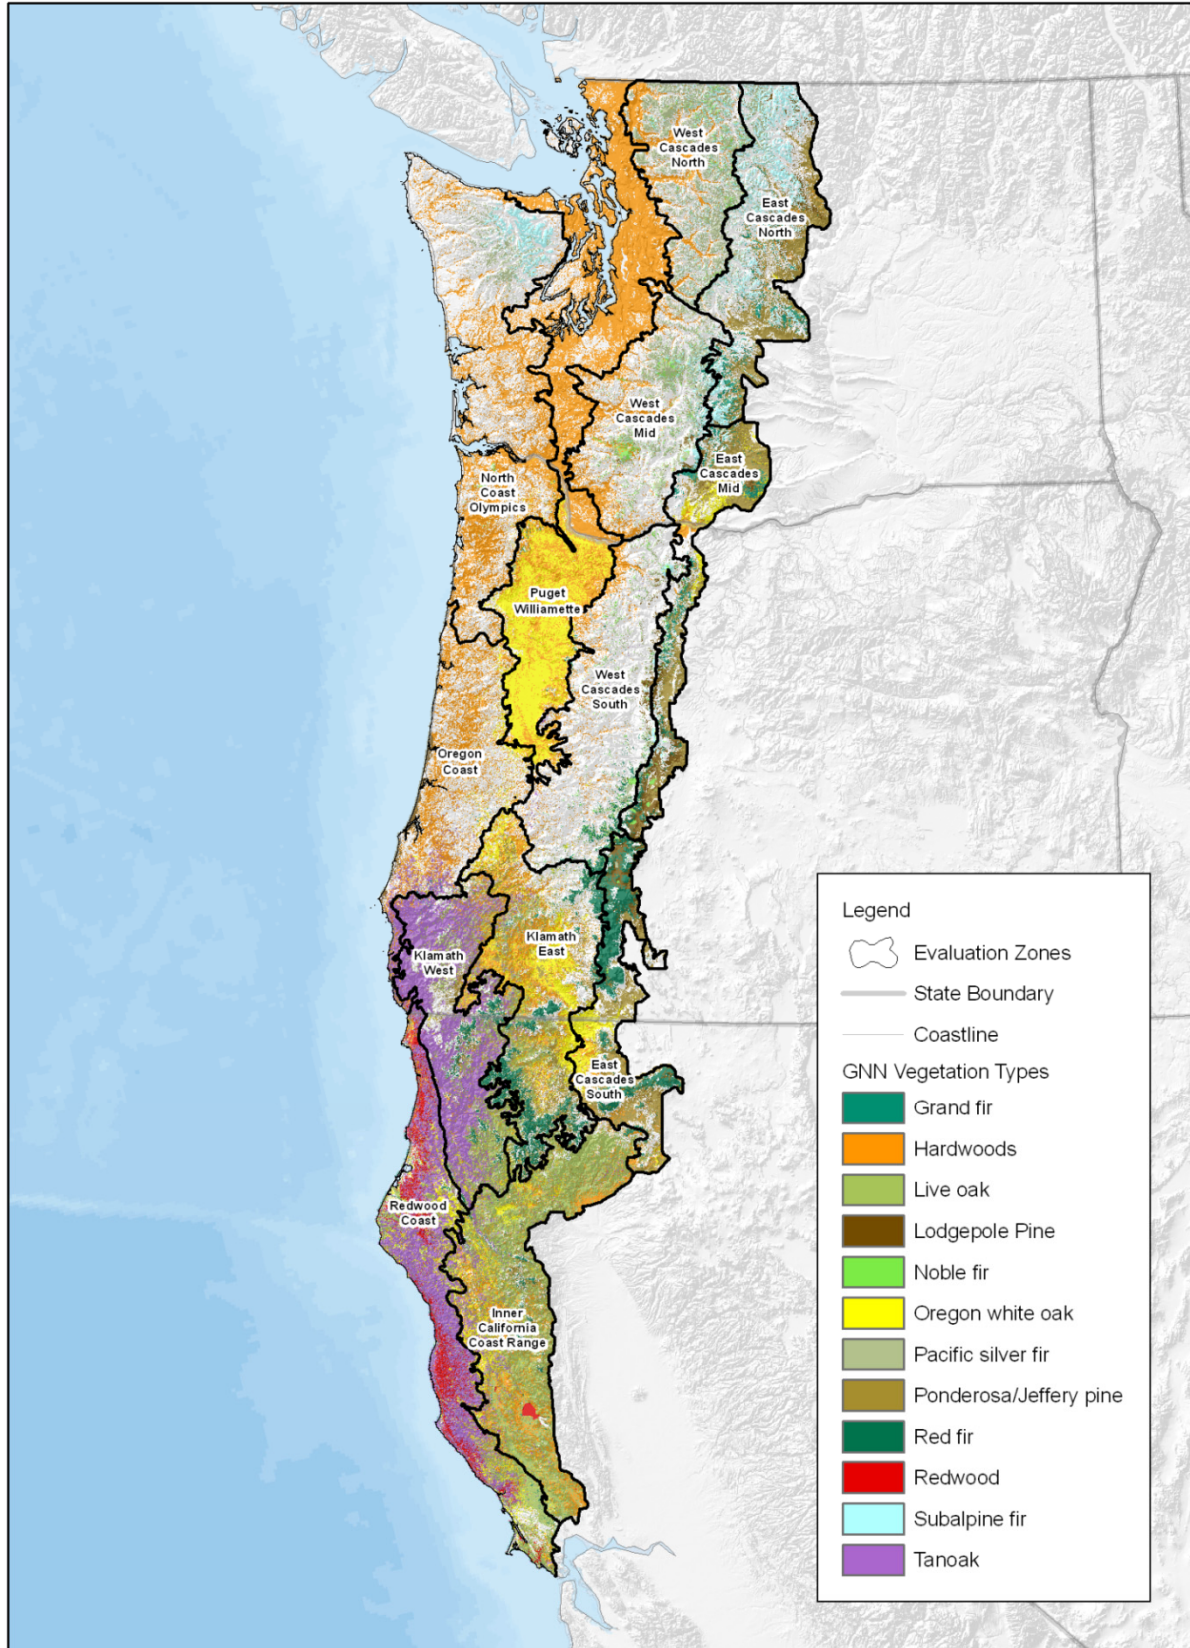 West
Cascades
North
East
Cascades
North
West
Cascades
Mid
East
Cascades
Mid
North
Coast
Olympics
Puget
Williamette
West
Cascades
South
Oregon
Coast
Klamath
East
Klamath
West
East
Cascades
South
Redwood
Coast
Inner
California
Coast Range
Legend
Evaluation Zones
State Boundary
Coastline
GNN Vegetation Types
Grand fir
Hardwoods
Live oak
Lodgepole Pine
Noble fir
Oregon white oak
Pacific silver fir
Ponderosa/Jeffery pine
Red fir
Redwood
Subalpine fir
Tanoak